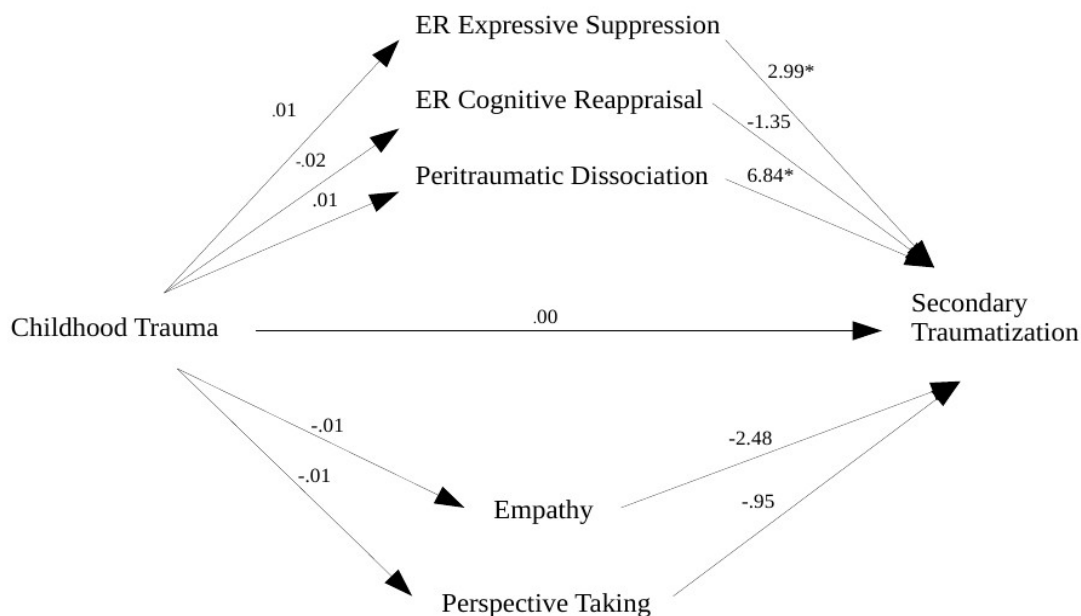 ER Expressive Suppression
2.99*
ER Cognitive Reappraisal
.01
-1.35
-.02
Peritraumatic Dissociation
6.84*
.01
Secondary
Traumatization
Childhood Trauma
.00
-.01
-2.48
-.01
-.95
Empathy
Perspective Taking